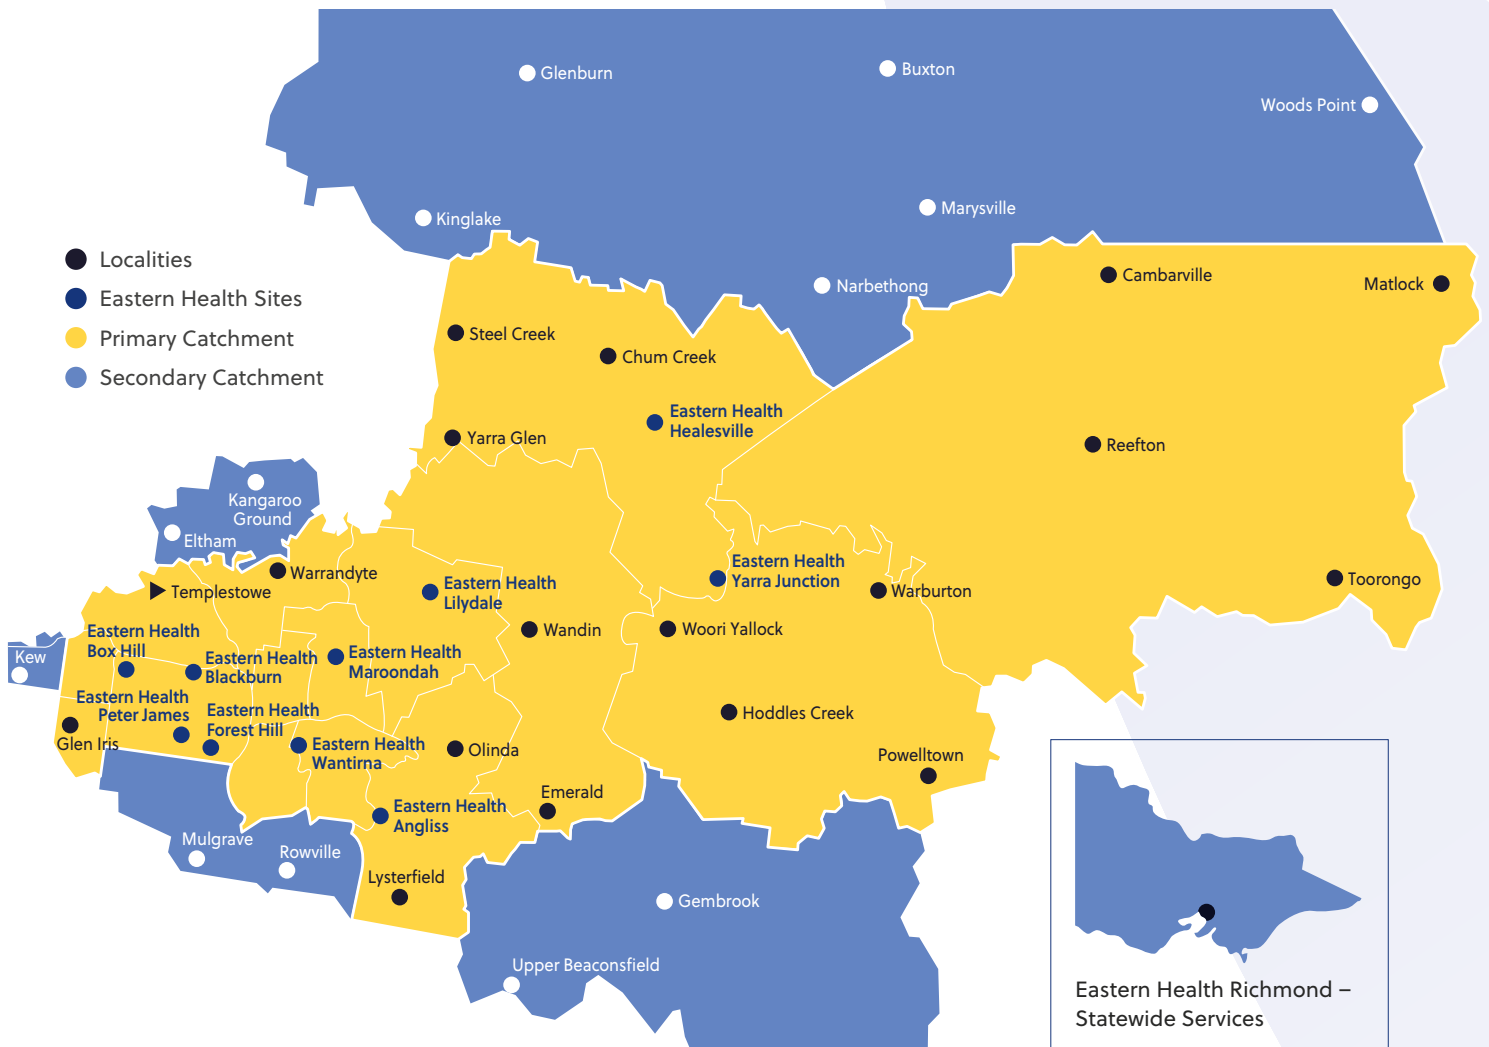 Glenburn
Buxton
Woods Point
Kinglake
Marysville
Narbethong
Localities
Eastern Health Sites
Primary Catchment
Secondary Catchment
Cambarville
Matlock
Steel Creek
Chum Creek
Eastern Health
Healesville
Yarra Glen
Reefton
Kangaroo
Ground
Eltham
Warrandyte
Templestowe
Eastern Health
Lilydale
Eastern Health
Yarra Junction
Warburton
Toorongo
Wandin
Woori Yallock
Eastern Health
Box Hill
Kew
Eastern Health
Blackburn
Eastern Health
Maroondah
Eastern Health
Peter James
Eastern Health
Forest Hill
Glen Iris
Eastern Health
Wantirna
Olinda
Hoddles Creek
Powelltown
Emerald
Eastern Health
Angliss
Mulgrave
Rowville
Lysterfield
Gembrook
Upper Beaconsfield
Eastern Health Richmond –
Statewide Services